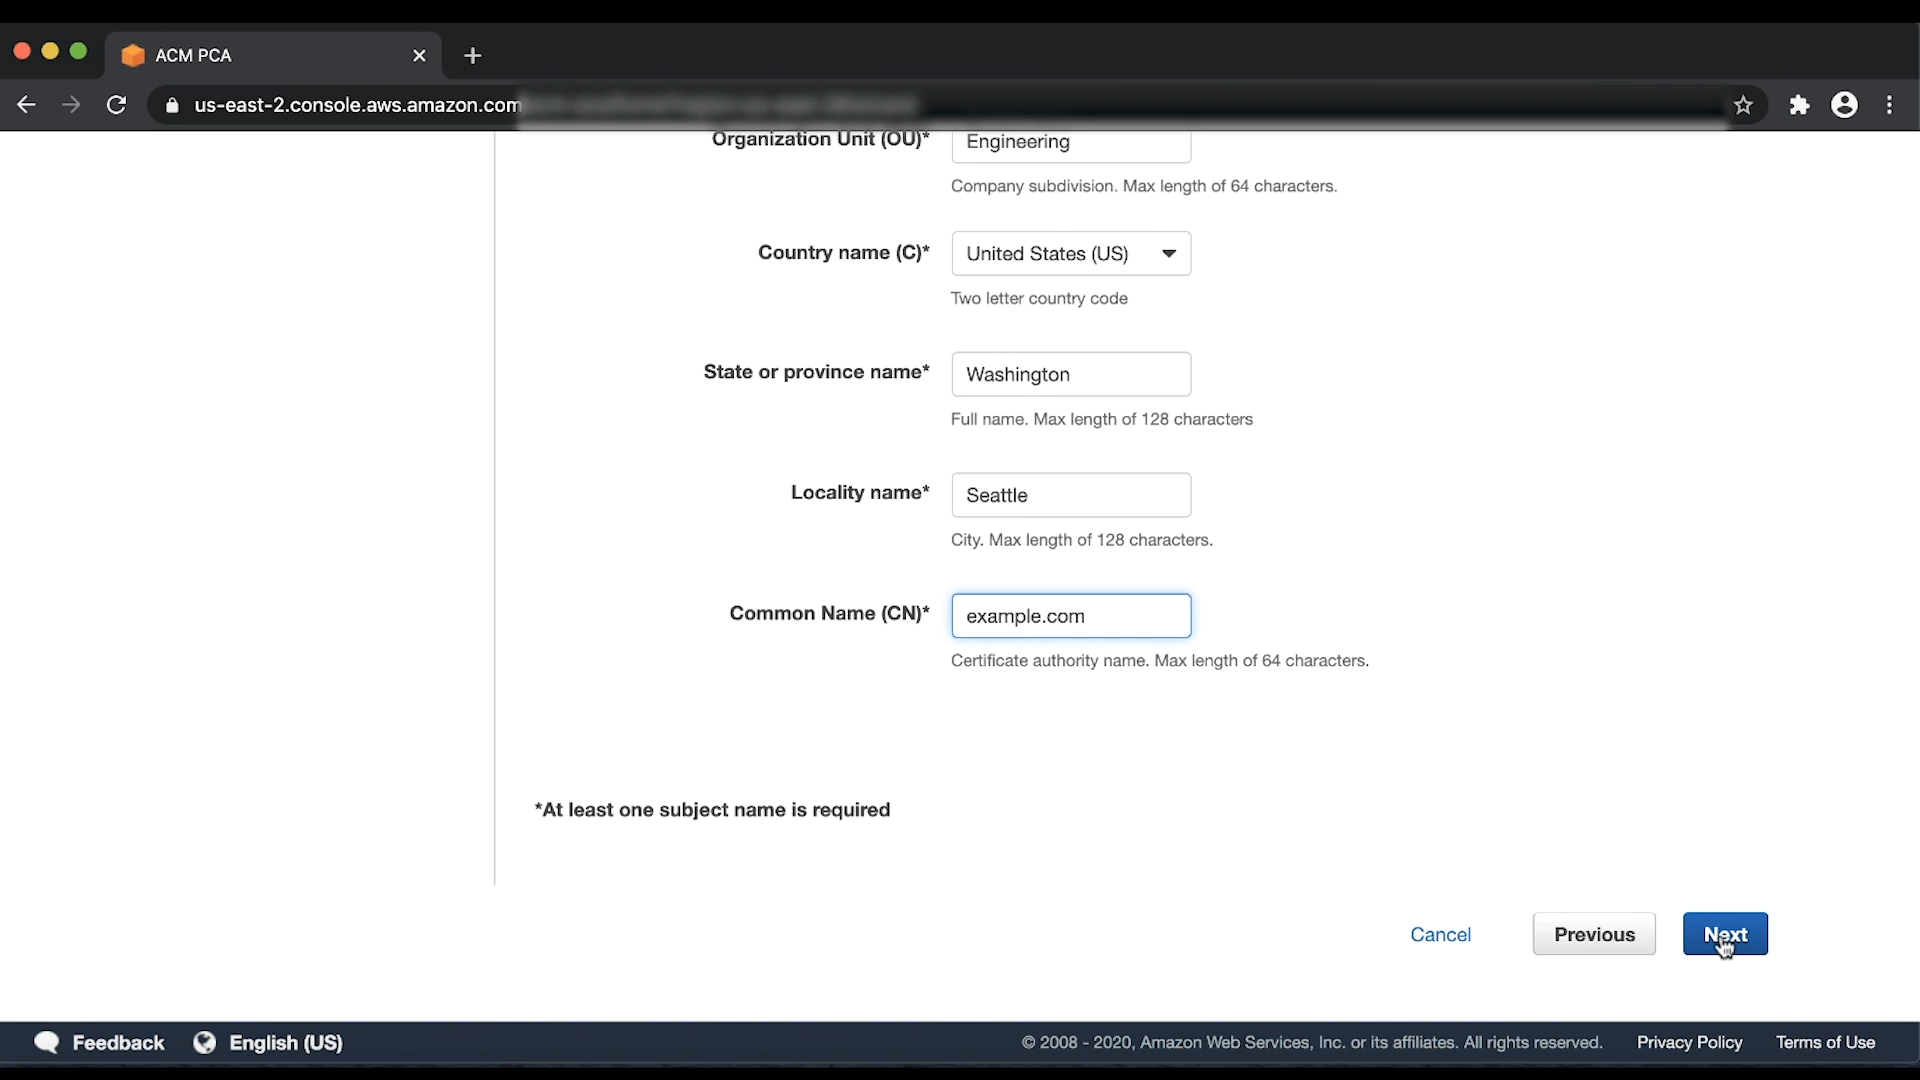 ACM PCA
us-east-2.console.aws.amazon.com
Organization Unit (OU)* Engineering
Company subdivision. Max length of 64 characters.
Country name (C)* United States (US)
Two letter country code
State or province name* Washington
Full name. Max length of 128 characters
Locality name* Seattle
City. Max length of 128 characters.
Common Name (CN)* example.com
Certificate authority name. Max length of 64 characters.
*At least one subject name is required
Cancel Previous Next
Feedback English (US) © 2008 - 2020, Amazon Web Services, Inc. or its affiliates. All rights reserved. Privacy Policy Terms of Use